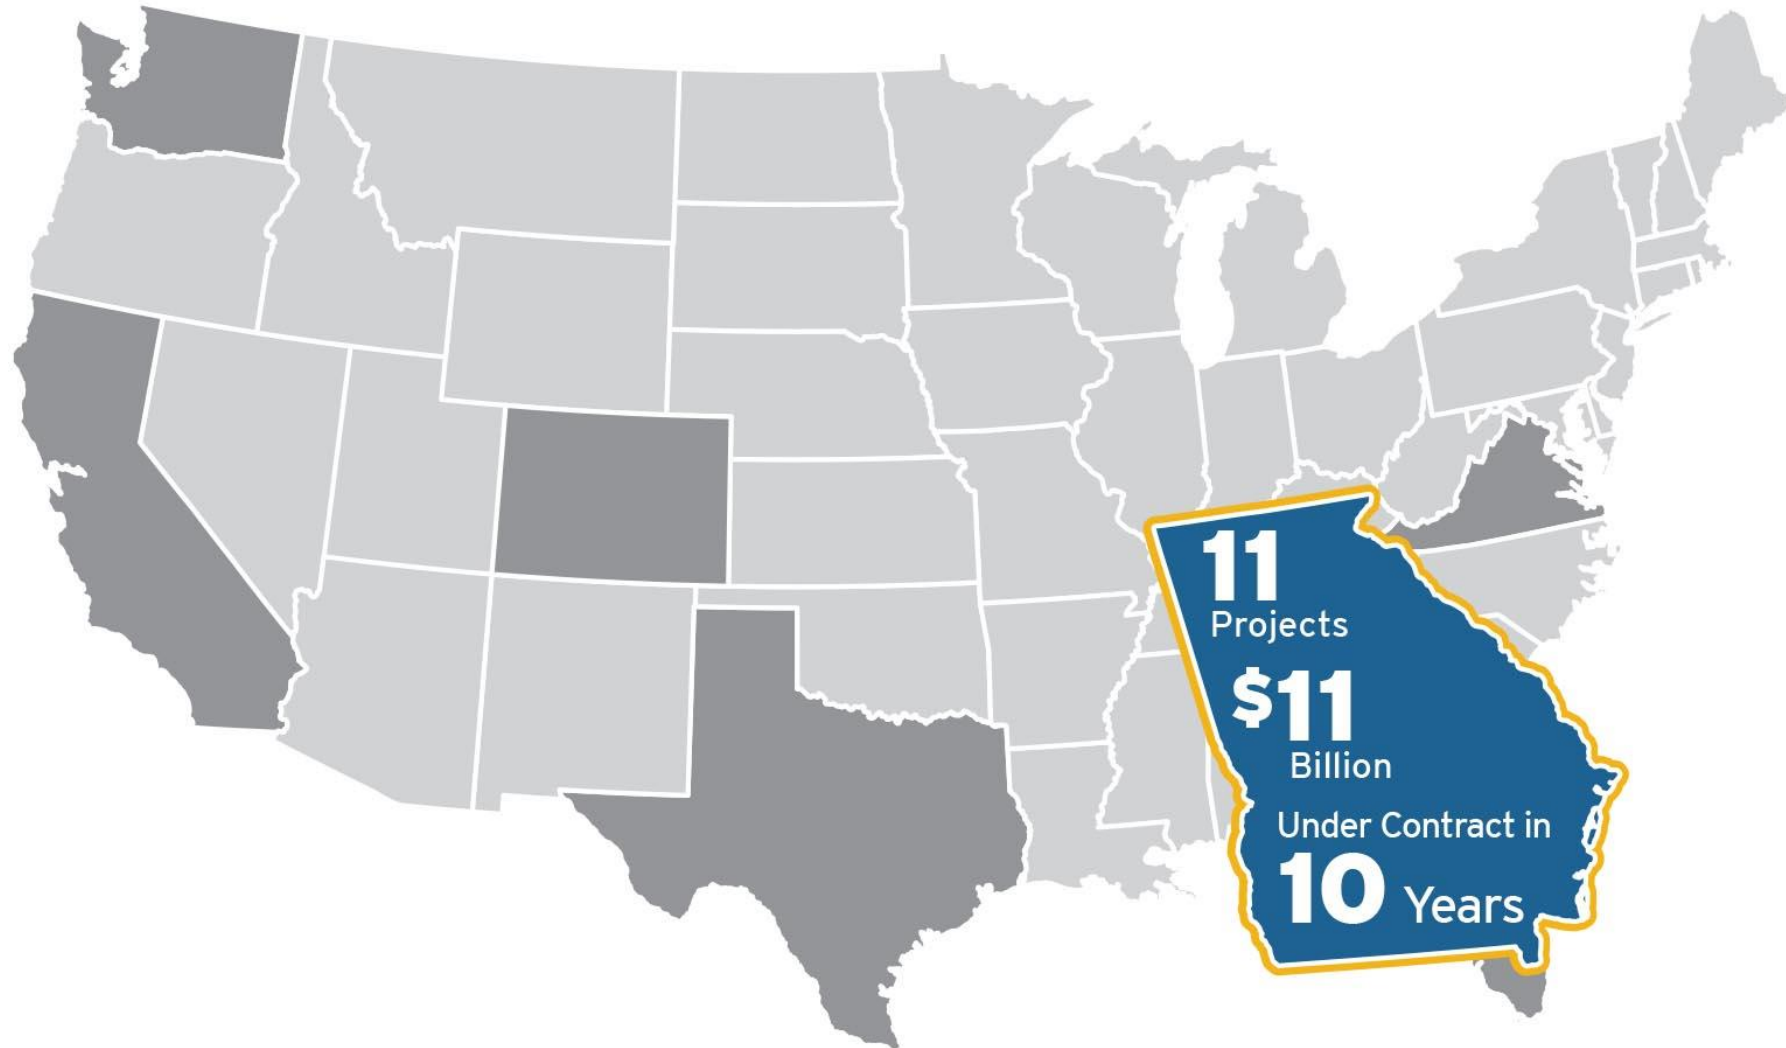 11
Projects
$11
Billion
Under Contract in
10 Years